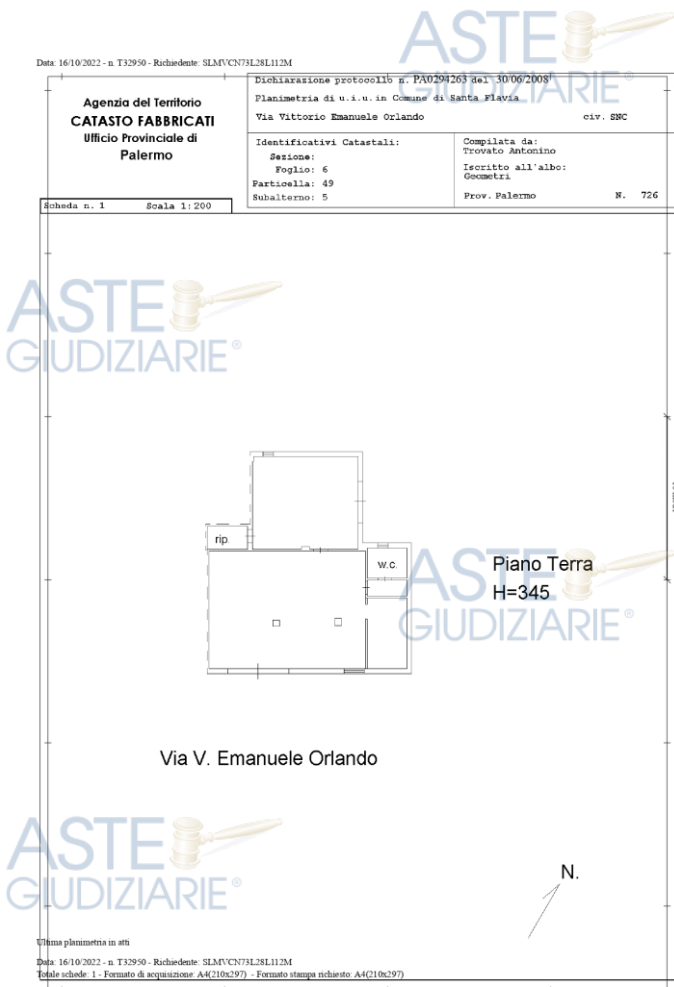 ASTE
GIUDIZIARIE®
Data: 16/10/2022 - n. T32950 - Richiedente: SLMVCN73L28L112M
Agenzia del Territorio
CATASTO FABBRICATI
Ufficio Provinciale di
Palermo
Dichiarazione protocollo n. PA0294263 del 30/06/2008
Planimetria di u.i.u. in Comune di Santa Flavia
Via Vittorio Emanuele Orlando civ. SNC
Identificativi Catastali:
Sezione:
Foglio: 6
Particella: 49
Subalterno: 5
Compilata da:
Trovato Antonino
Iscritto all'albo:
Geometri
Prov. Palermo N. 726
Scheda n. 1 Scala 1:200
ASTE
GIUDIZIARIE®
rip.
w.c.
Piano Terra
H=345
ASTE
GIUDIZIARIE®
Via V. Emanuele Orlando
ASTE
GIUDIZIARIE®
N.
Ultima planimetria in atti
Data: 16/10/2022 - n. T32950 - Richiedente: SLMVCN73L28L112M
Totale schede: 1 - Formato di acquisizione: A4(210x297) - Formato stampa richiesto: A4(210x297)